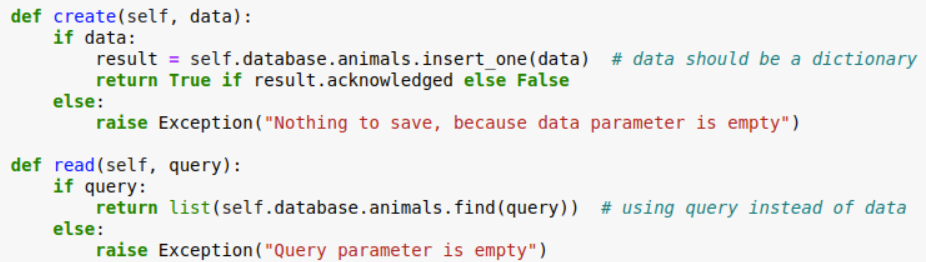 def create(self, data):
    if data:
        result = self.database.animals.insert_one(data)  # data should be a dictionary
        return True if result.acknowledged else False
    else:
        raise Exception("Nothing to save, because data parameter is empty")

def read(self, query):
    if query:
        return list(self.database.animals.find(query))  # using query instead of data
    else:
        raise Exception("Query parameter is empty")